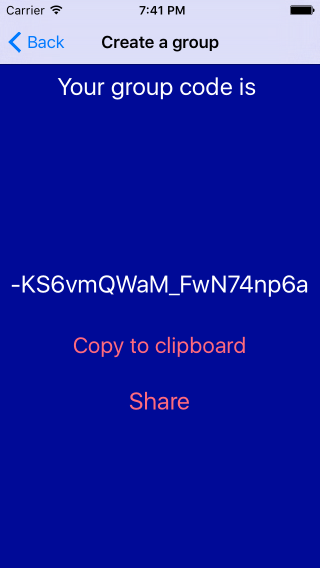 Carrier 7:41 PM
Back Create a group
Your group code is
-KS6vmQWaM_FwN74np6a
Copy to clipboard
Share